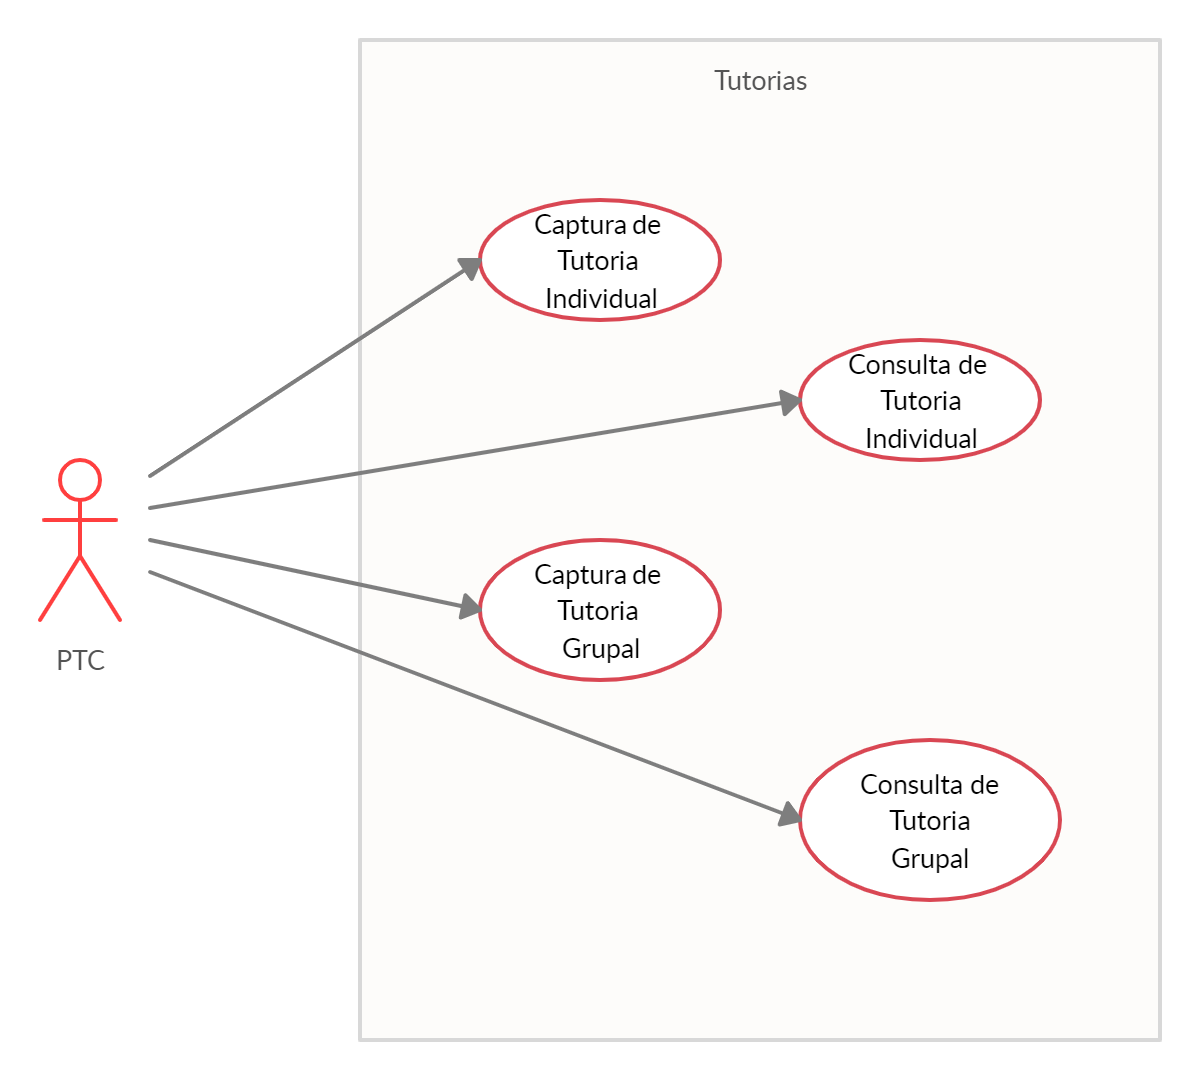 Tutorias
Captura de
Tutoria
Individual
Consulta de
Tutoria
Individual
Captura de
Tutoria
Grupal
PTC
Consulta de
Tutoria
Grupal